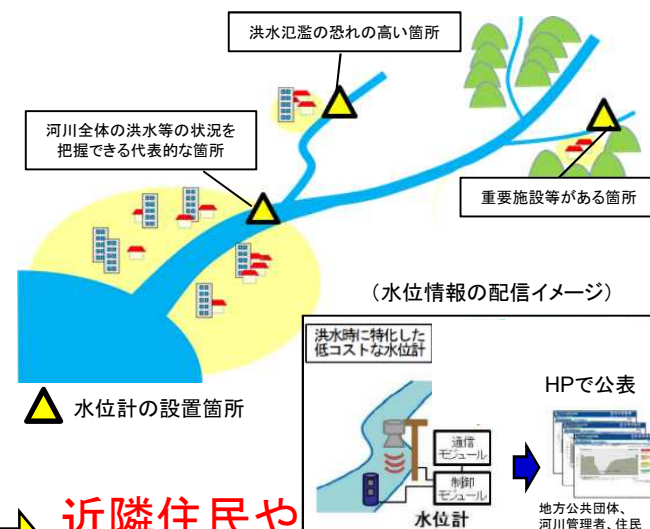 洪水氾濫の恐れの高い箇所
河川全体の洪水等の状況を
把握できる代表的な箇所
重要施設等がある箇所
(水位情報の配信イメージ)
洪水時に特化した
低コストな水位計
HPで公表
水位計の設置箇所
通信
モジュール
制御
モジュール
水位計
地方公共団体、
河川管理者、住民
近隣住民や